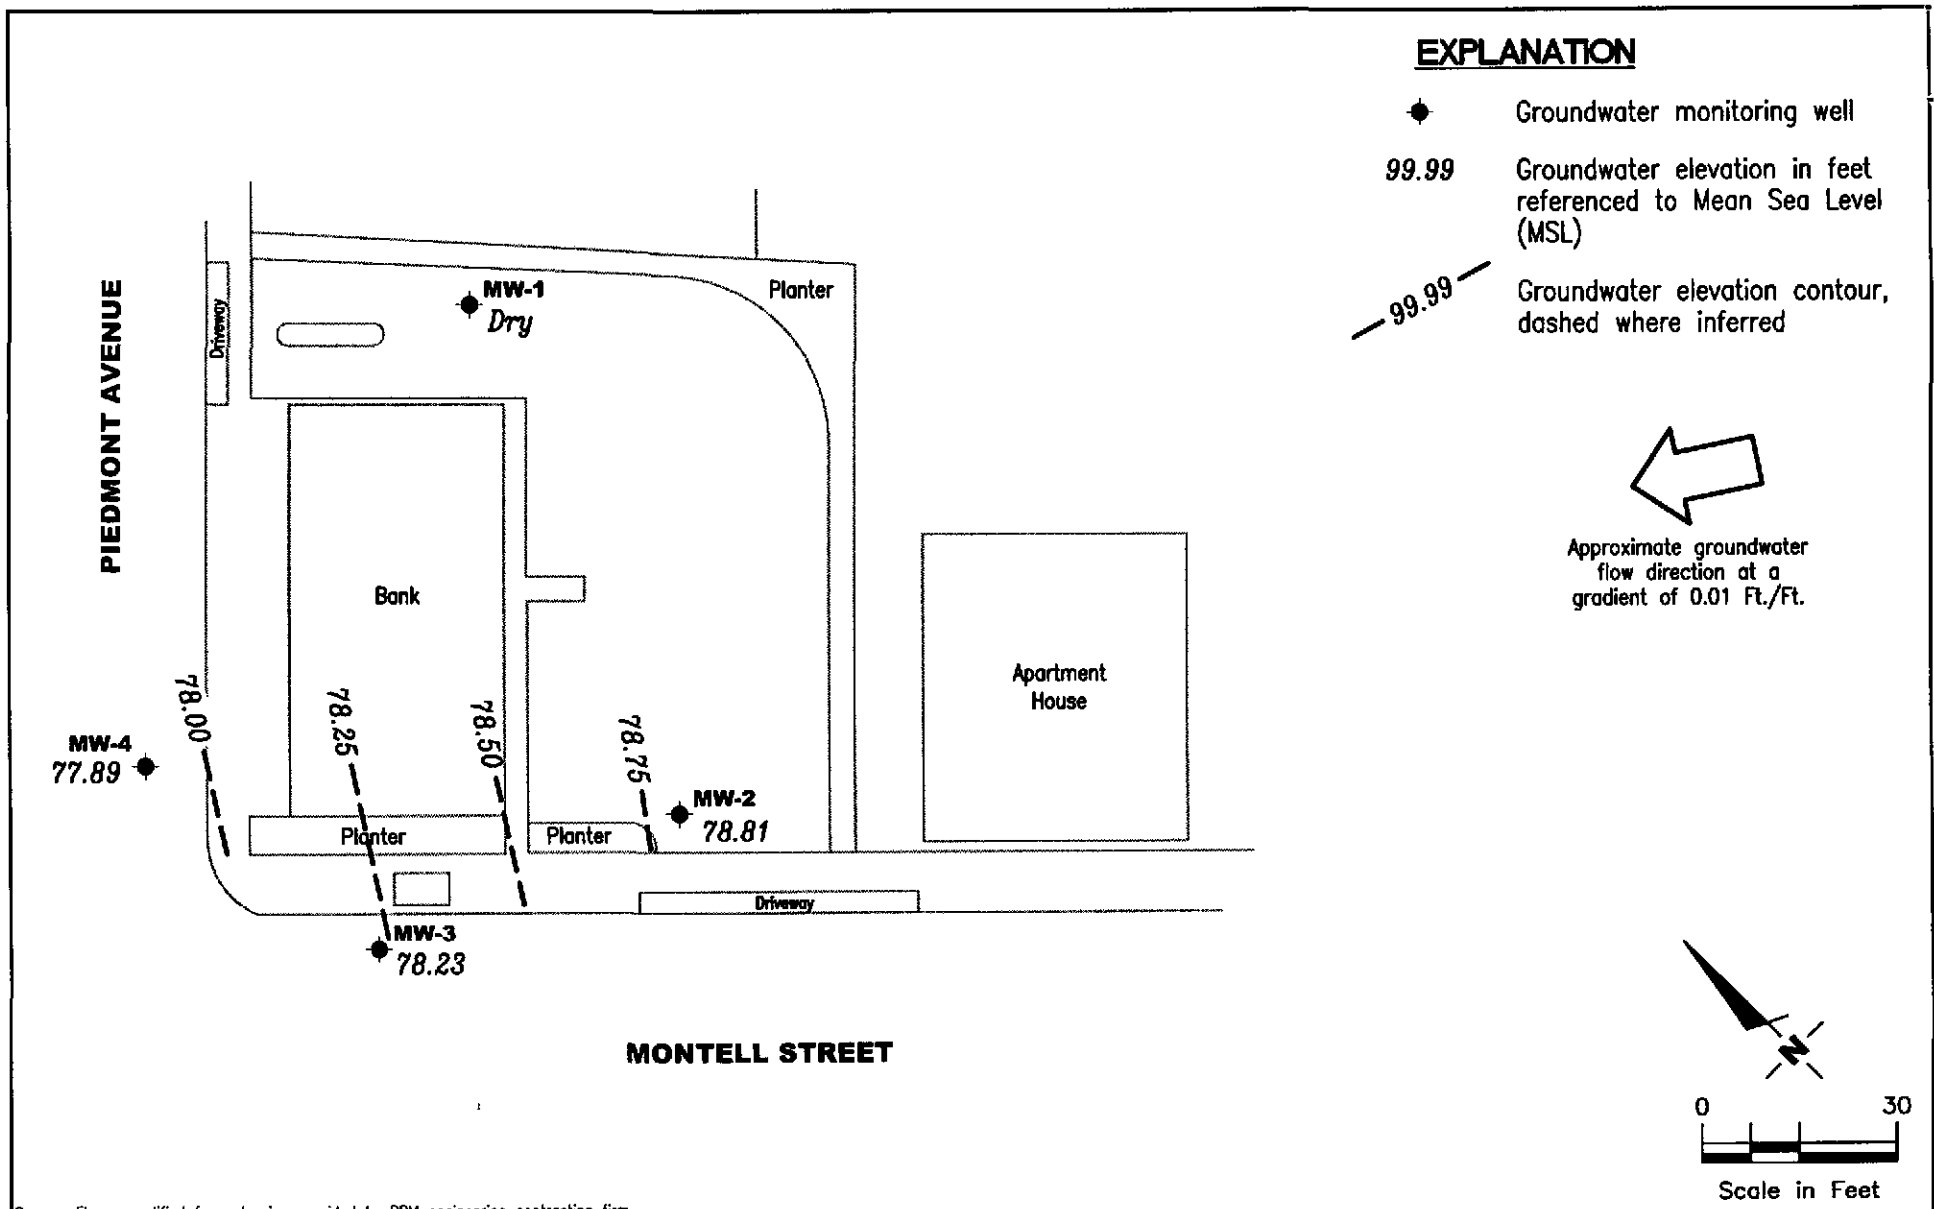 EXPLANATION
Groundwater monitoring well
99.99
Groundwater elevation in feet
referenced to Mean Sea Level
(MSL)
99.99
Groundwater elevation contour,
dashed where inferred
Approximate groundwater
flow direction at a
gradient of 0.01 Ft./Ft.
PIEDMONT AVENUE
Driveway
MW-1
Dry
Planter
Bank
Apartment
House
78.00
78.25
78.50
78.75
MW-4
77.89
MW-2
78.81
Planter
Planter
Driveway
MW-3
78.23
MONTELL STREET
N
0 30
Scale in Feet